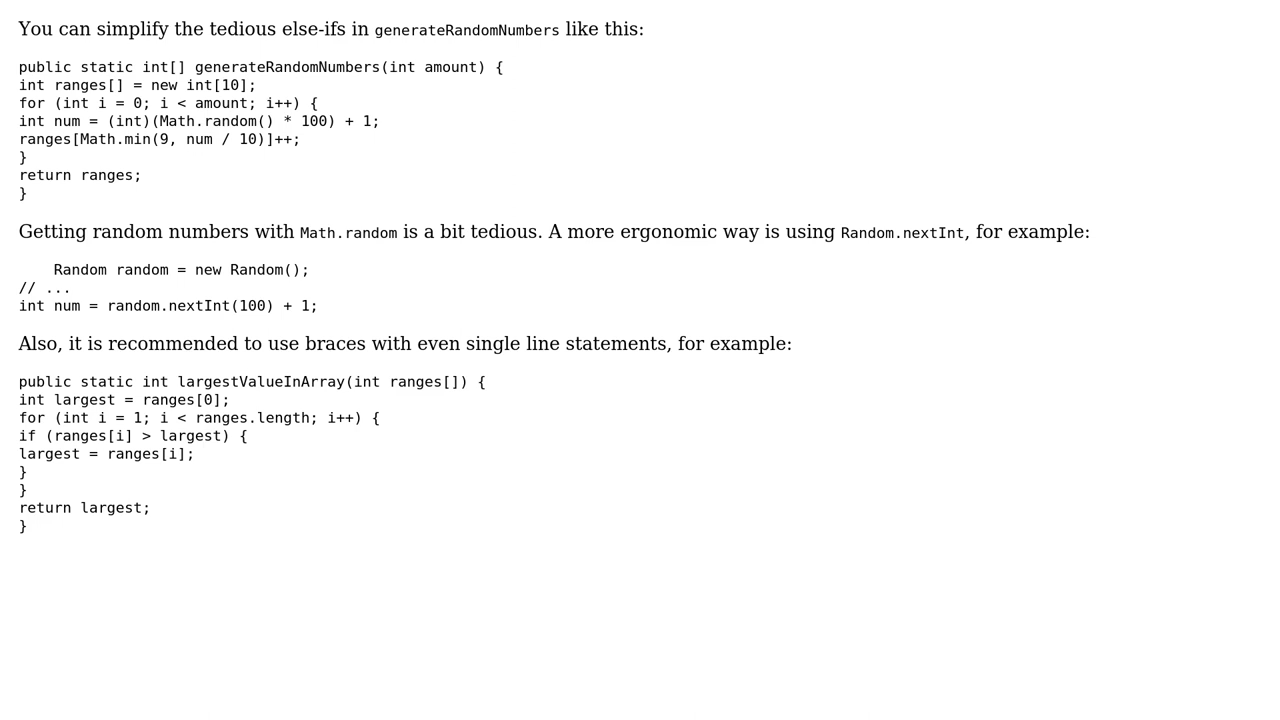 You can simplify the tedious else-ifs in generateRandomNumbers like this:
public static int[] generateRandomNumbers(int amount) {
int ranges[] = new int[10];
for (int i = 0; i < amount; i++) {
int num = (int)(Math.random() * 100) + 1;
ranges[Math.min(9, num / 10)]++;
}
return ranges;
}
Getting random numbers with Math.random is a bit tedious. A more ergonomic way is using Random.nextInt, for example:
    Random random = new Random();
// ...
int num = random.nextInt(100) + 1;
Also, it is recommended to use braces with even single line statements, for example:
public static int largestValueInArray(int ranges[]) {
int largest = ranges[0];
for (int i = 1; i < ranges.length; i++) {
if (ranges[i] > largest) {
largest = ranges[i];
}
}
return largest;
}